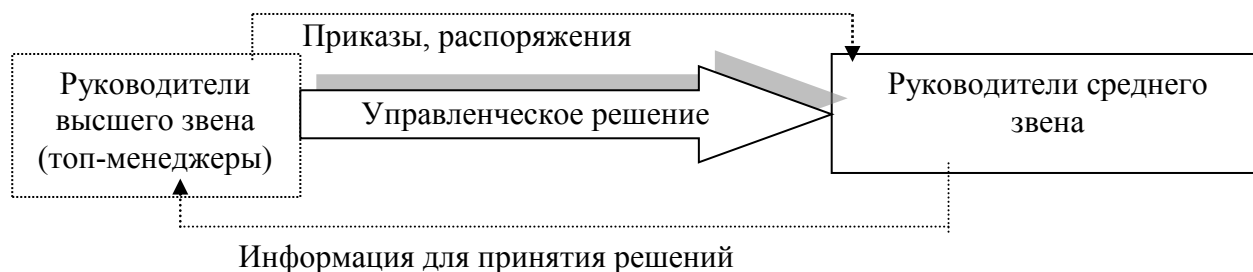 Приказы, распоряжения
Руководители
высшего звена
(топ-менеджеры)
Управленческое решение
Руководители среднего
звена
Информация для принятия решений